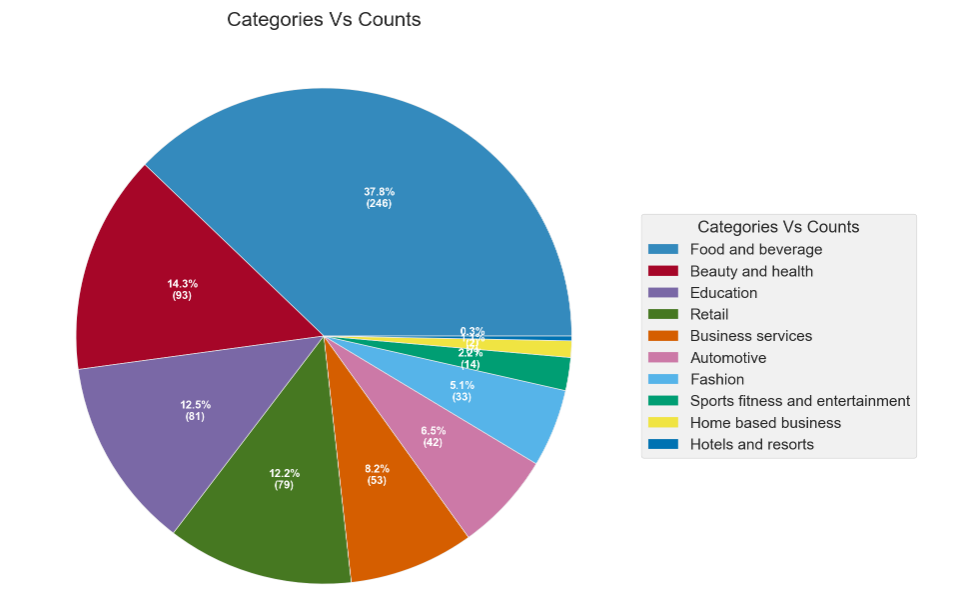 Categories Vs Counts
37.8%
(246)
14.3%
(93)
12.5%
(81)
12.2%
(79)
8.2%
(53)
6.5%
(42)
5.1%
(33)
(14)
0.3%
Categories Vs Counts
Food and beverage
Beauty and health
Education
Retail
Business services
Automotive
Fashion
Sports fitness and entertainment
Home based business
Hotels and resorts